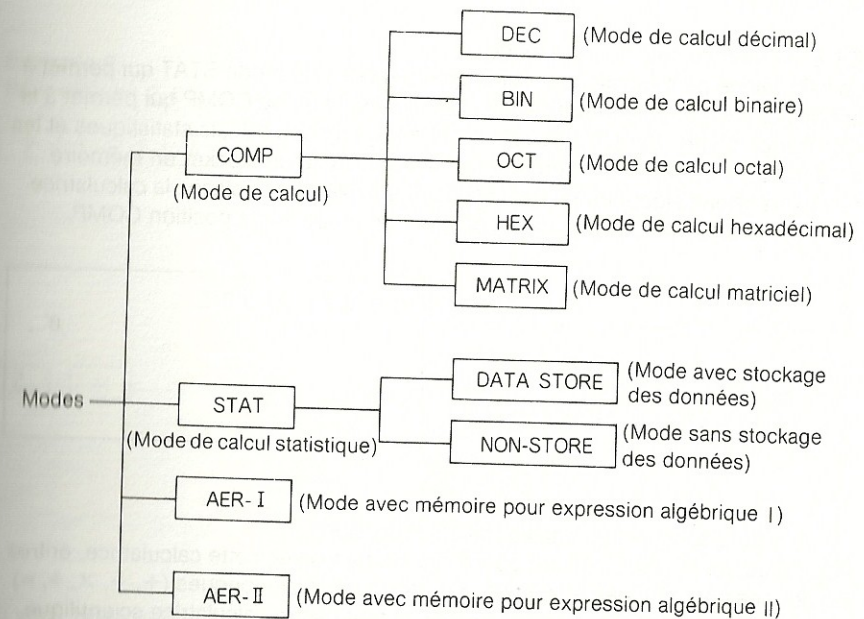 DEC (Mode de calcul décimal)
BIN (Mode de calcul binaire)
COMP
(Mode de calcul)
OCT (Mode de calcul octal)
HEX (Mode de calcul hexadécimal)
MATRIX (Mode de calcul matriciel)
Modes
STAT
(Mode de calcul statistique)
DATA STORE (Mode avec stockage
des données)
NON-STORE (Mode sans stockage
des données)
AER-I (Mode avec mémoire pour expression algébrique I)
AER-II (Mode avec mémoire pour expression algébrique II)